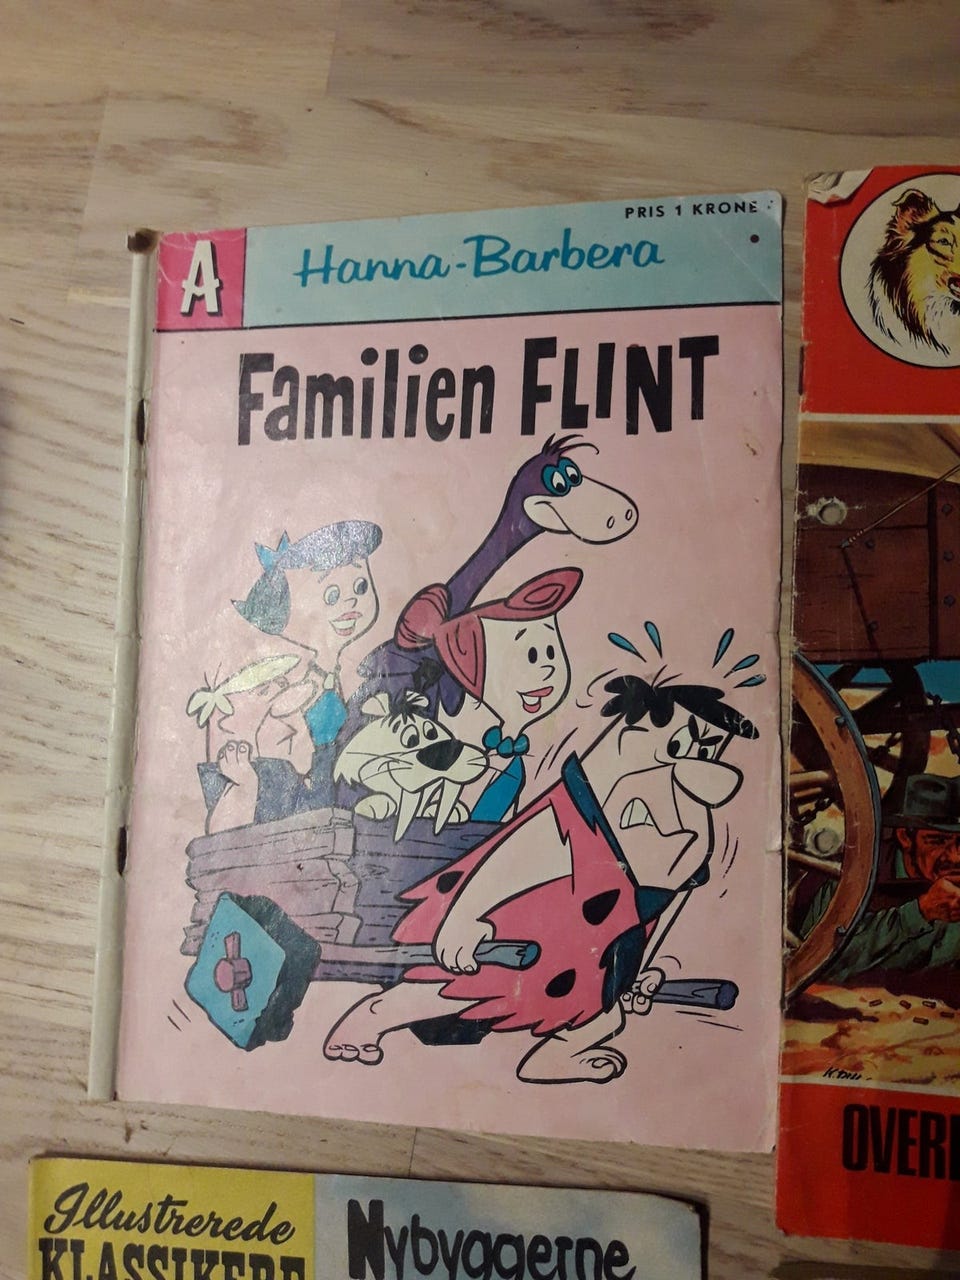 PRIS 1 KRONE
A
Hanna-Barbera
Familien FLINT
Illustrerede
KLASSIKERE
Nybyggerne